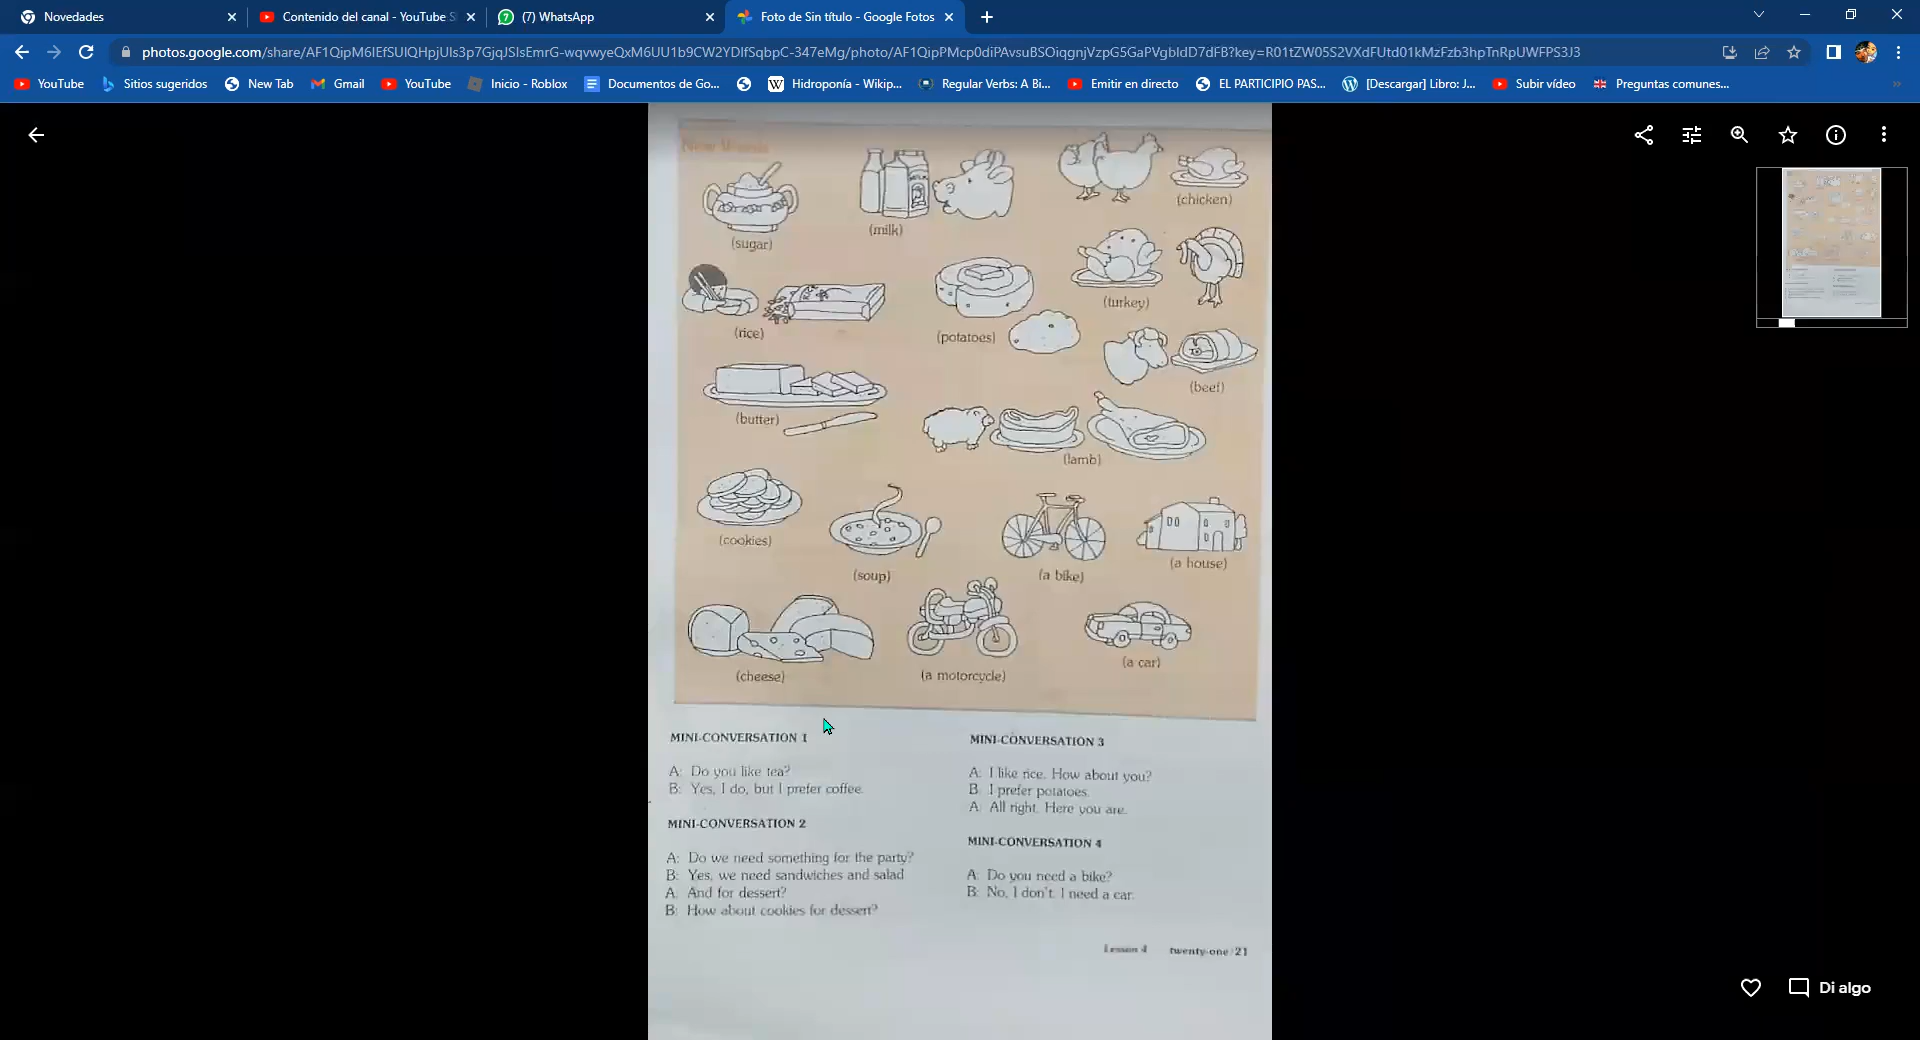 Novedades
Contenido del canal - YouTube S
(7) WhatsApp
Foto de Sin título - Google Fotos
photos.google.com/share/AF1QipM6lEfSUlQHpjUls3p7GjqJSlsEmrG-wqvwyeQxM6UU1b9CW2YDlfSqbpC-347eMg/photo/AF1QipPMcp0diPAvsuBSOiqgnjVzpG5GaPVgbldD7dFB?key=R01tZW05S2VXdFUtd01kMzFzb3hpTnRpUWFPS3J3
YouTube
Sitios sugeridos
New Tab
Gmail
YouTube
Inicio - Roblox
Documentos de Go...
Hidroponía - Wikip...
Regular Verbs: A Bi...
Emitir en directo
EL PARTICIPIO PAS...
[Descargar] Libro: J...
Subir vídeo
Preguntas comunes...
New Words
(sugar)
(milk)
(chicken)
(rice)
(potatoes)
(turkey)
(butter)
(beef)
(lamb)
(cookies)
(soup)
(a bike)
(a house)
(cheese)
(a motorcycle)
(a car)
MINI-CONVERSATION 1
A: Do you like tea?
B: Yes, I do, but I prefer coffee.
MINI-CONVERSATION 2
A: Do we need something for the party?
B: Yes, we need sandwiches and salad
A: And for dessert?
B: How about cookies for dessert?
MINI-CONVERSATION 3
A: I like rice. How about you?
B: I prefer potatoes.
A: All right. Here you are.
MINI-CONVERSATION 4
A: Do you need a bike?
B: No, I don't. I need a car.
Lesson 4 twenty-one/21
Di algo